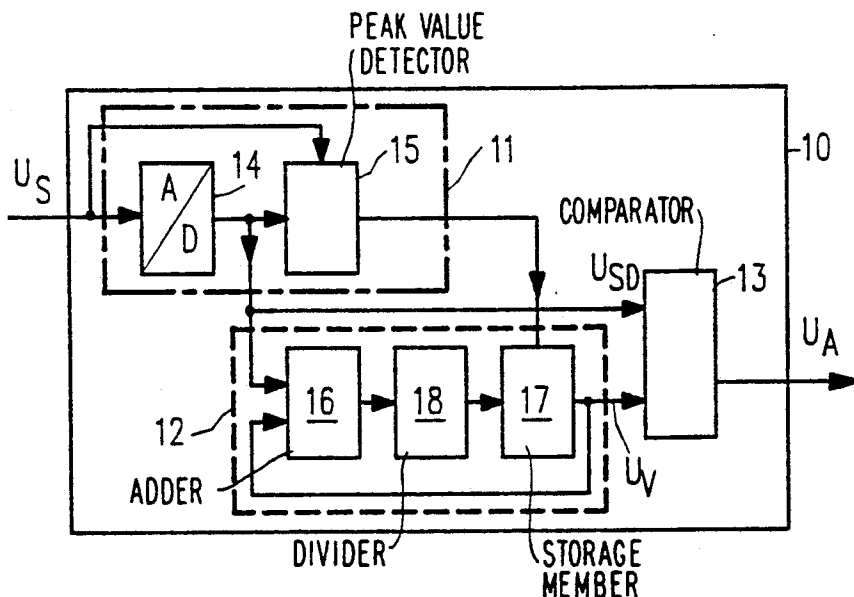 PEAK VALUE
DETECTOR
15
11
10
U_S
A
D
14
COMPARATOR
U_SD
13
U_A
12
16
18
17
ADDER
U_V
DIVIDER
STORAGE
MEMBER